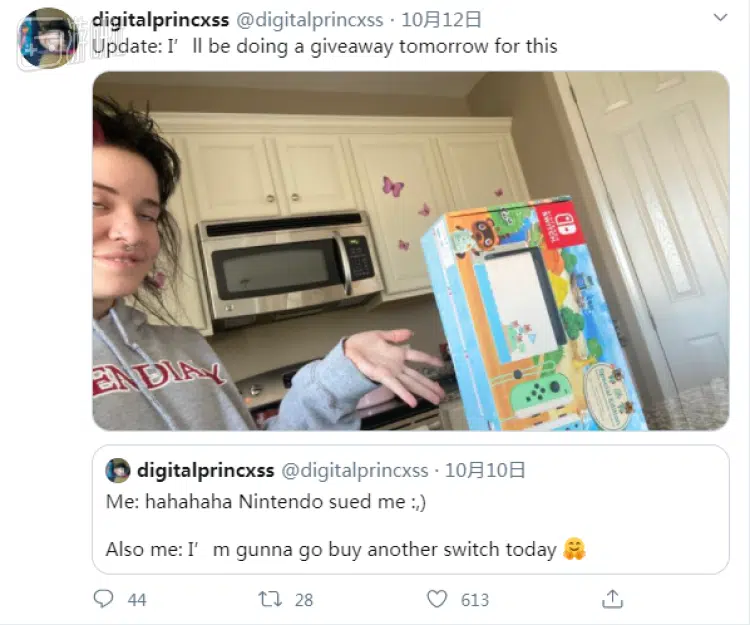 digitalprincxss @digitalprincxss · 10月12日
Update: I’ ll be doing a giveaway tomorrow for this
ENDIAY
SWITCH
digitalprincxss @digitalprincxss · 10月10日
Me: hahahaha Nintendo sued me :,)
Also me: I’ m gunna go buy another switch today 🤗
44
28
613